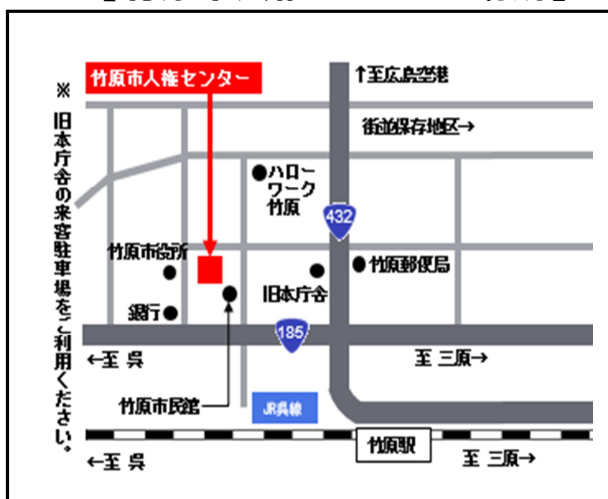 竹原市人権センター
↑至広島空港
街並保存地区→
※ 旧本庁舎の来客駐車場をご利用ください。
ハロー
ワーク
竹原
432
竹原市役所
竹原郵便局
旧本庁舎
銀行
185
←至 呉
至 三原→
竹原市民館
JR呉線
竹原駅
←至 呉
至 三原→